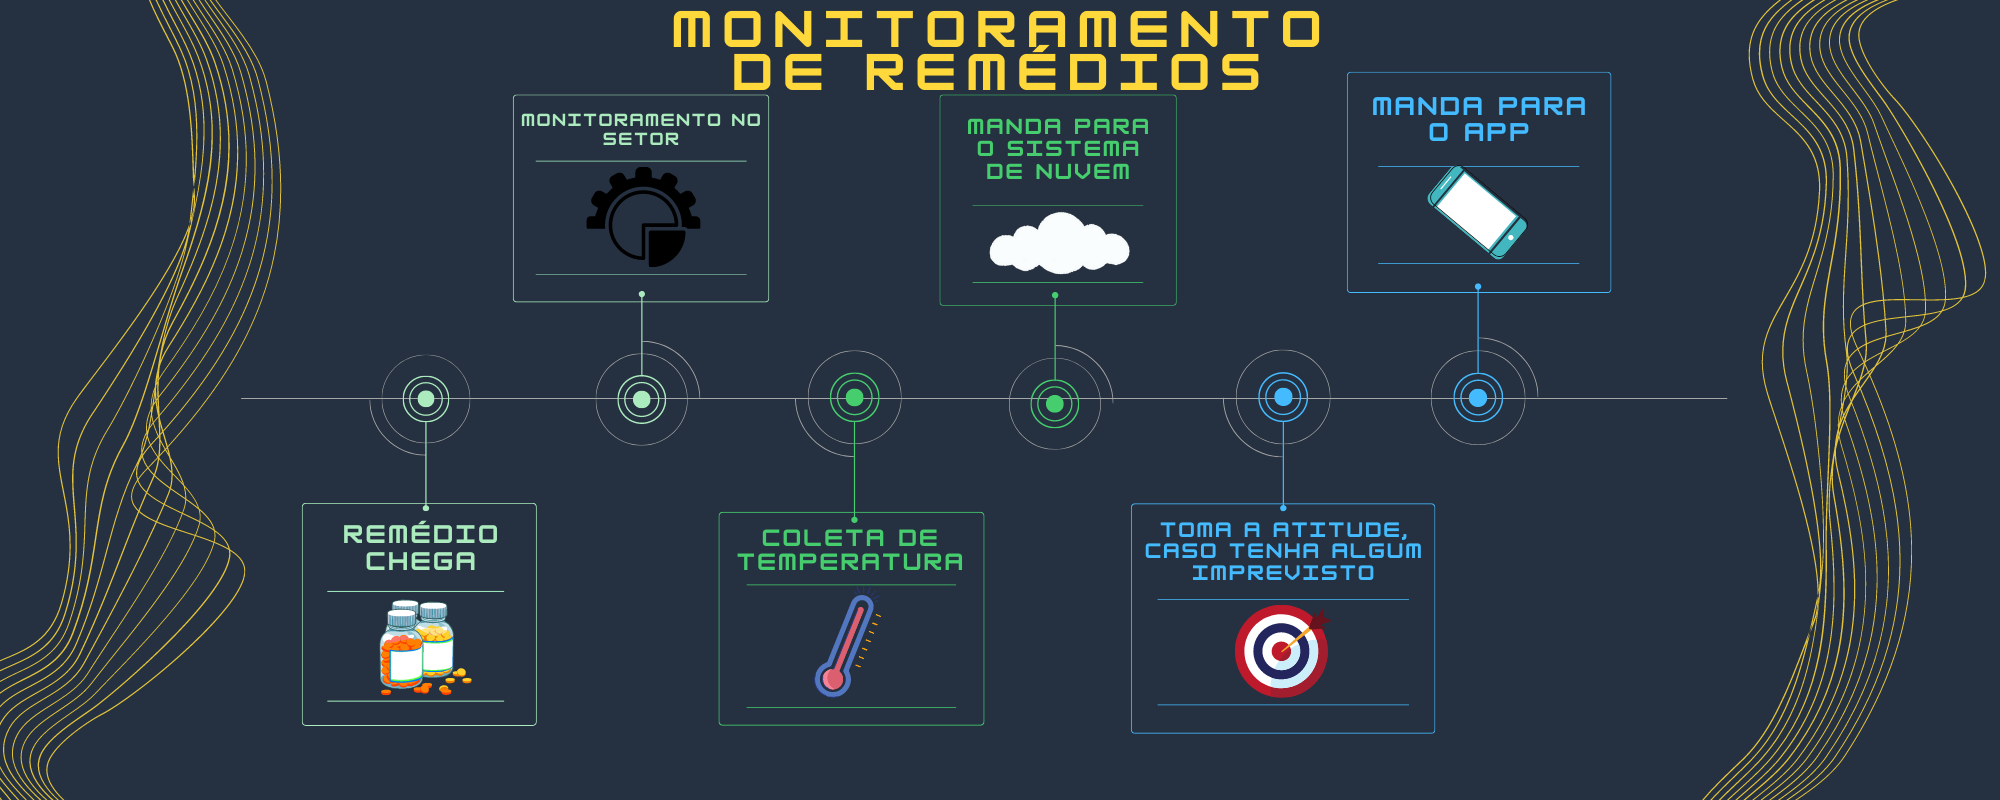 MONITORAMENTO
DE REMÉDIOS
REMÉDIO
CHEGA
MONITORAMENTO NO
SETOR
COLETA DE
TEMPERATURA
MANDA PARA
O SISTEMA
DE NUVEM
TOMA A ATITUDE,
CASO TENHA ALGUM
IMPREVISTO
MANDA PARA
O APP